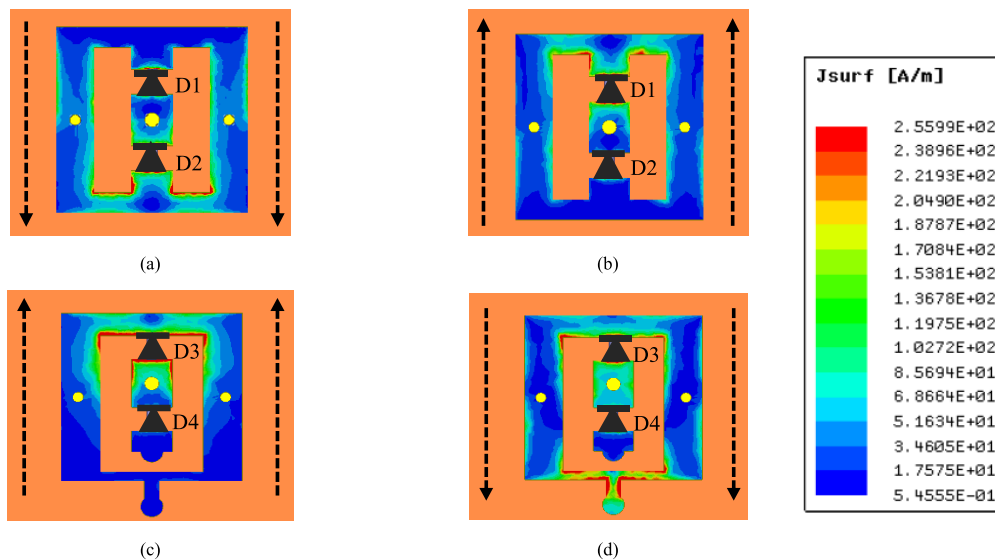 D1
D2
(a)
D1
D2
(b)
D3
D4
(c)
D3
D4
(d)
Jsurf [A/m]
2.5599E+02
2.3896E+02
2.2193E+02
2.0490E+02
1.8787E+02
1.7084E+02
1.5381E+02
1.3678E+02
1.1975E+02
1.0272E+02
8.5694E+01
6.8664E+01
5.1634E+01
3.4605E+01
1.7575E+01
5.4555E-01